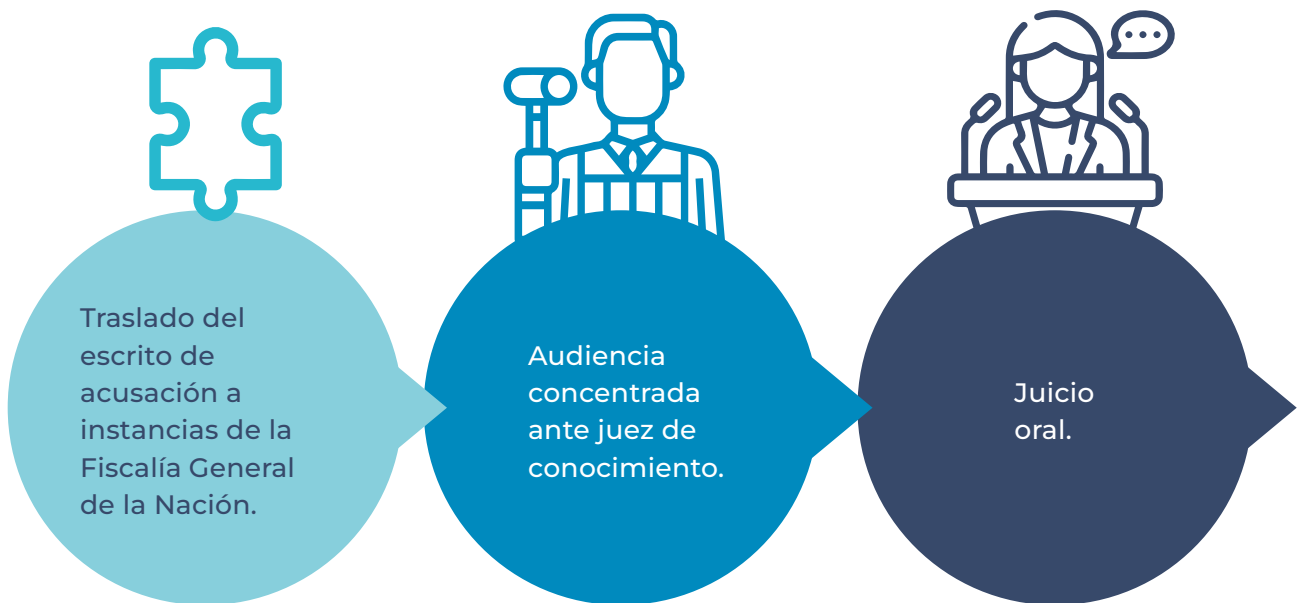 Traslado del
escrito de
acusación a
instancias de la
Fiscalía General
de la Nación.
Audiencia
concentrada
ante juez de
conocimiento.
Juicio
oral.